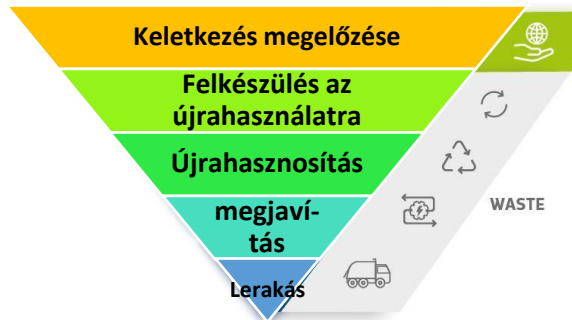 Keletkezés megelőzése
Felkészülés az
újrahasználatra
Újrahasznosítás
megjaví-
tás
WASTE
Lerakás